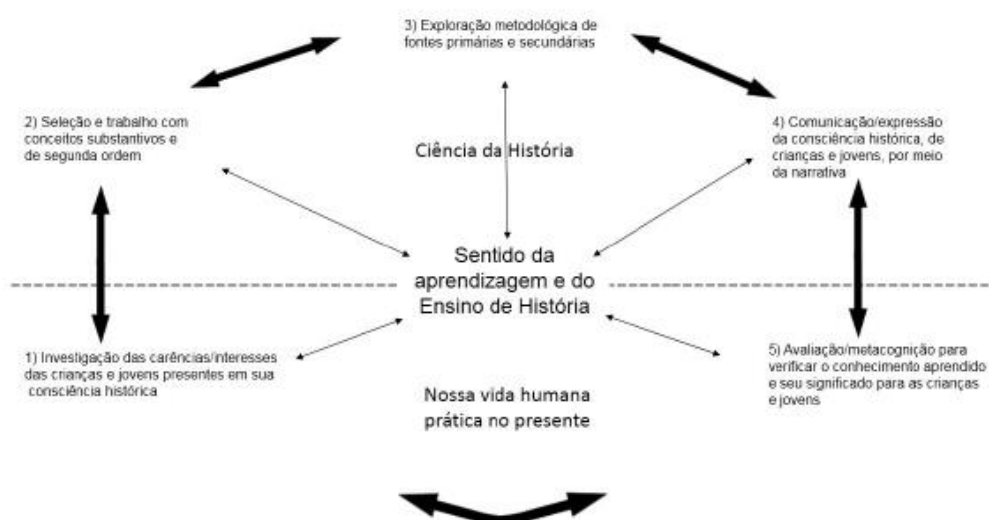 3) Exploração metodológica de
fontes primárias e secundárias
2) Seleção e trabalho com
conceitos substantivos e
de segunda ordem
4) Comunicação/expressão
da consciência histórica, de
crianças e jovens, por meio
da narrativa
Ciência da História
Sentido da
aprendizagem e do
Ensino de História
1) Investigação das carências/interesses
das crianças e jovens presentes em sua
consciência histórica
5) Avaliação/metacognição para
verificar o conhecimento aprendido
e seu significado para as crianças
e jovens
Nossa vida humana
prática no presente